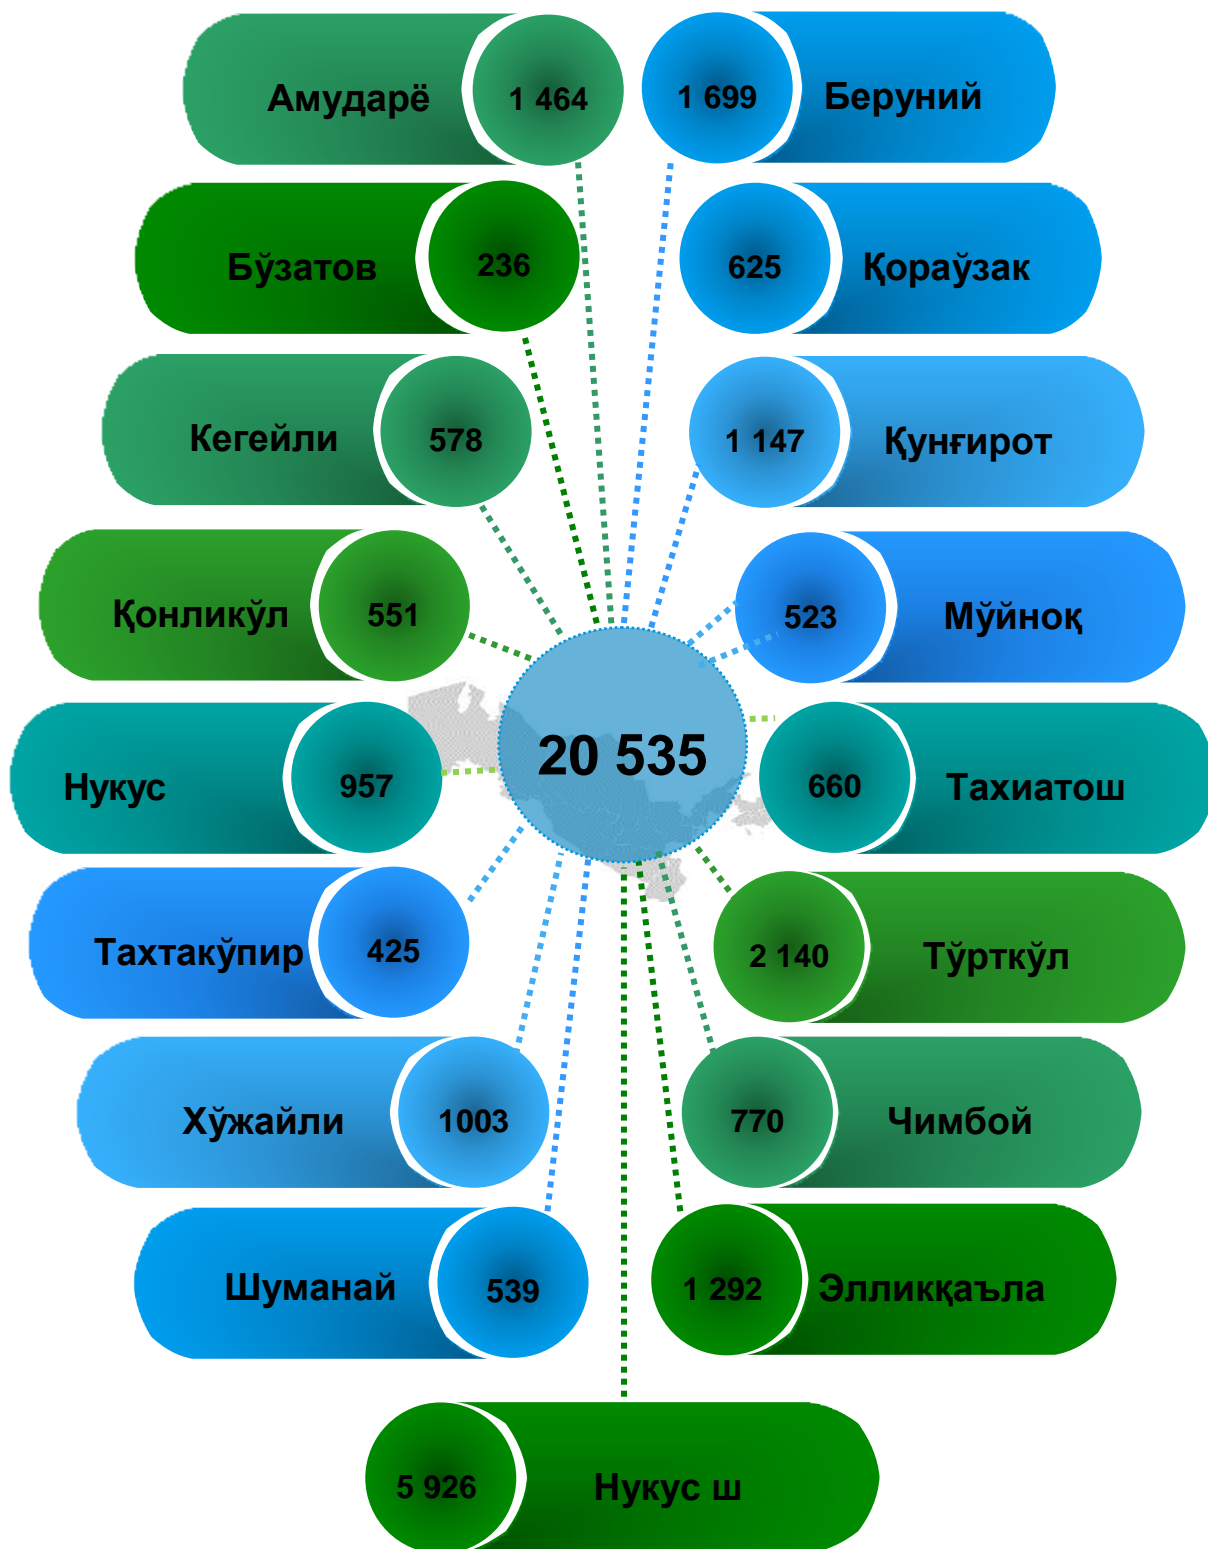 Амударё 1 464
1 699 Беруний
Бўзатов 236
625 Қораўзак
Кегейли 578
1 147 Қунғирот
Қонликўл 551
523 Мўйноқ
20 535
Нукус 957
660 Тахиатош
Тахтакўпир 425
2 140 Тўрткўл
Хўжайли 1003
770 Чимбой
Шуманай 539
1 292 Элликқаъла
5 926 Нукус ш